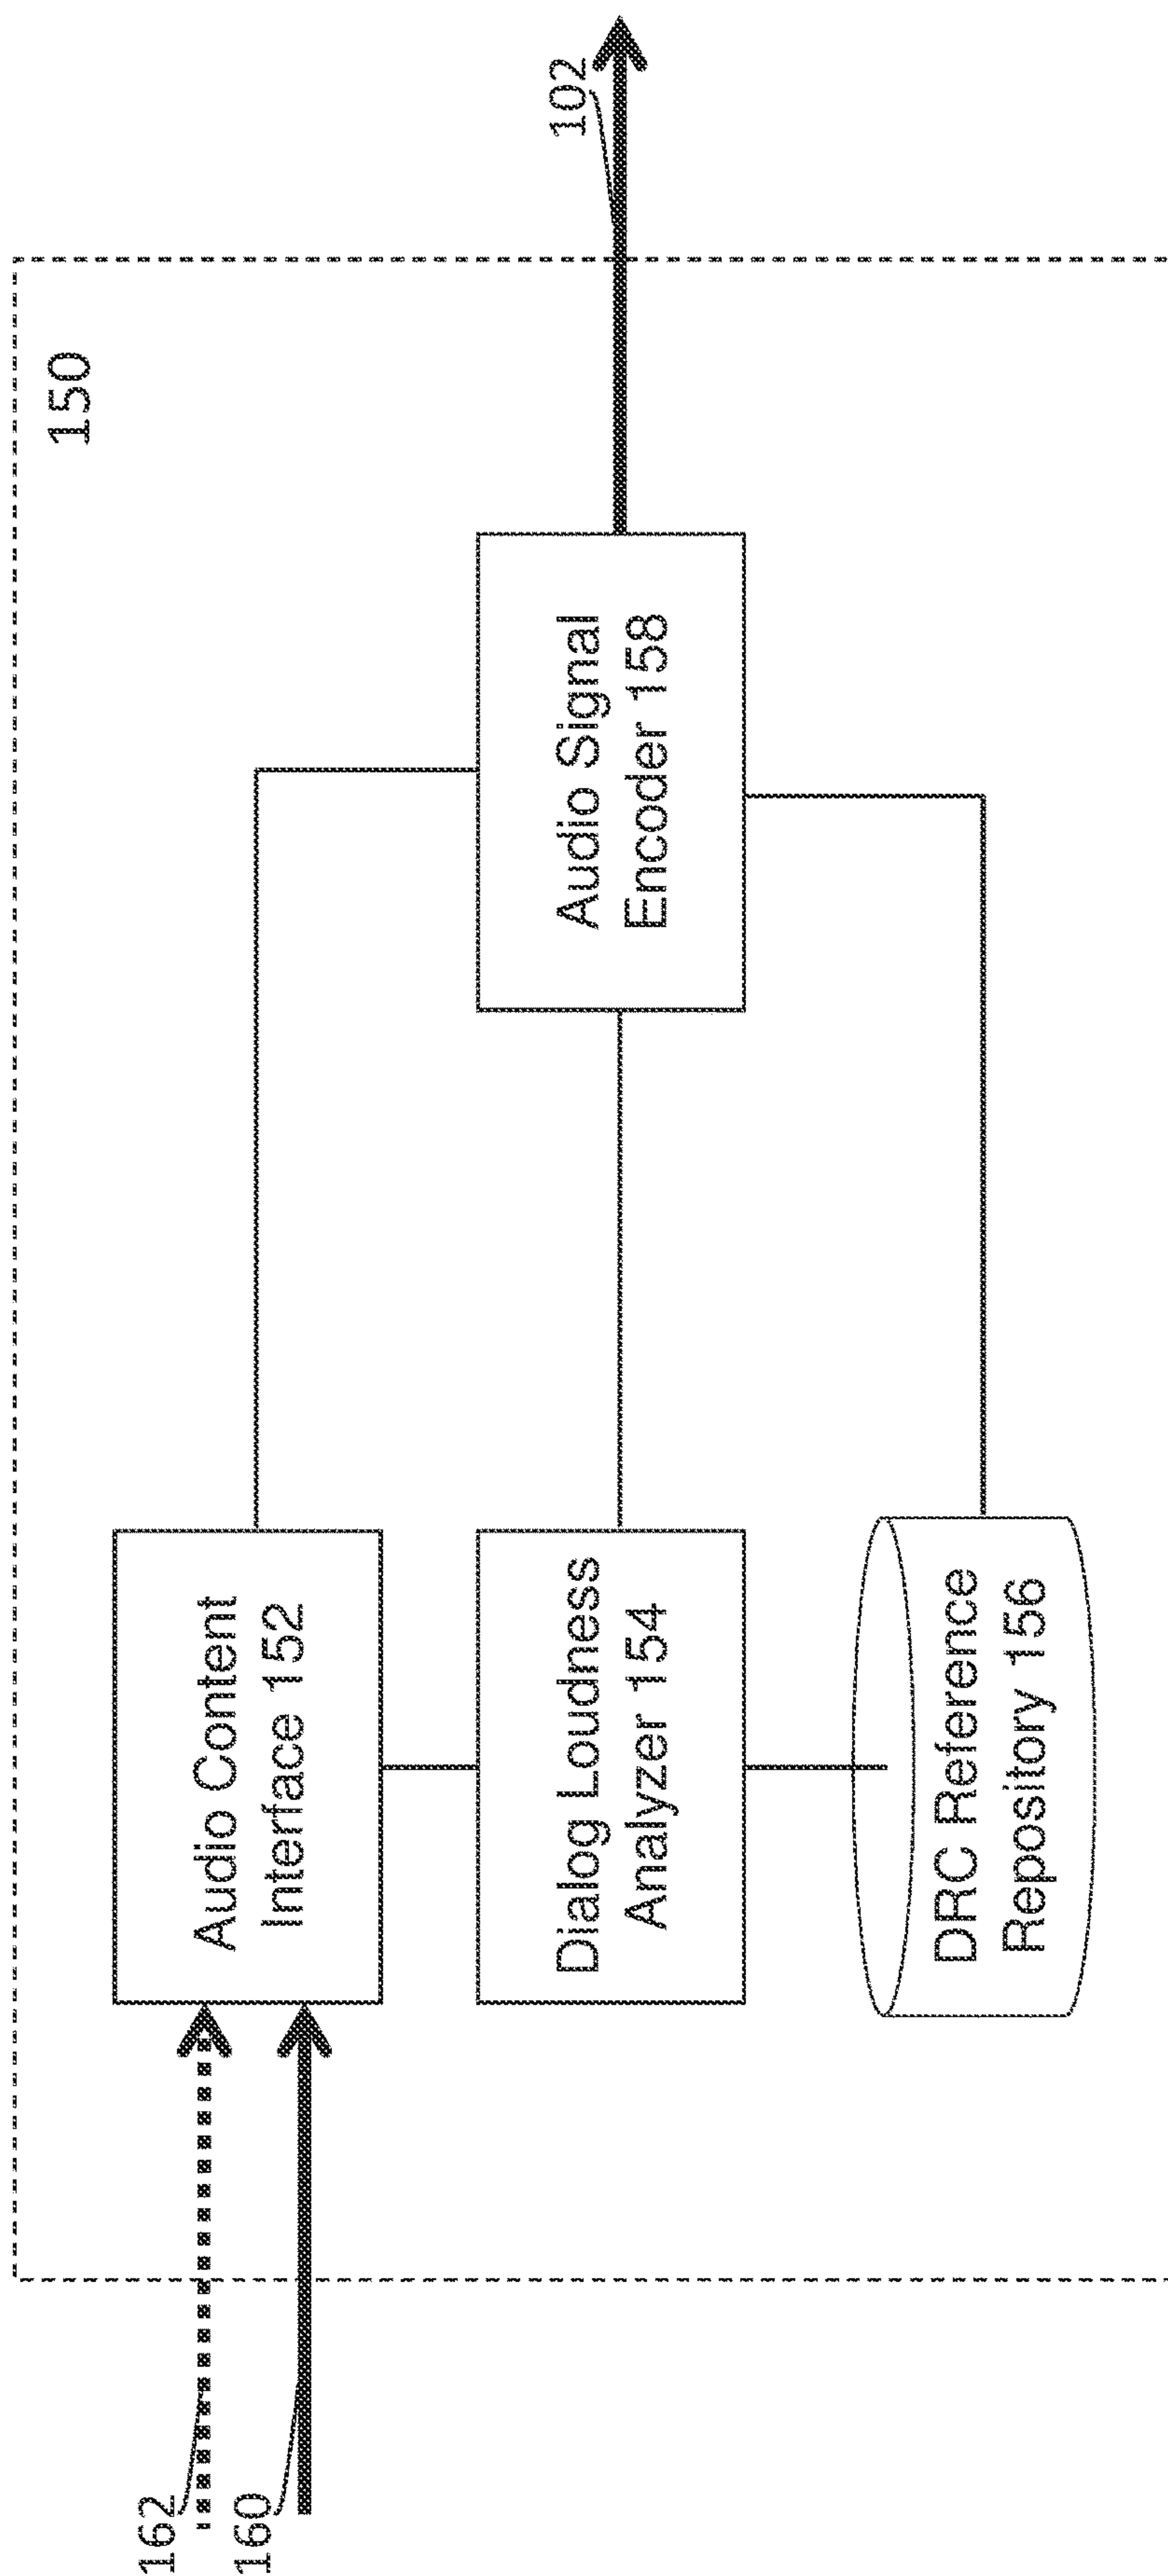 150
162
160
Audio Content
Interface 152
Dialog Loudness
Analyzer 154
DRC Reference
Repository 156
Audio Signal
Encoder 158
102